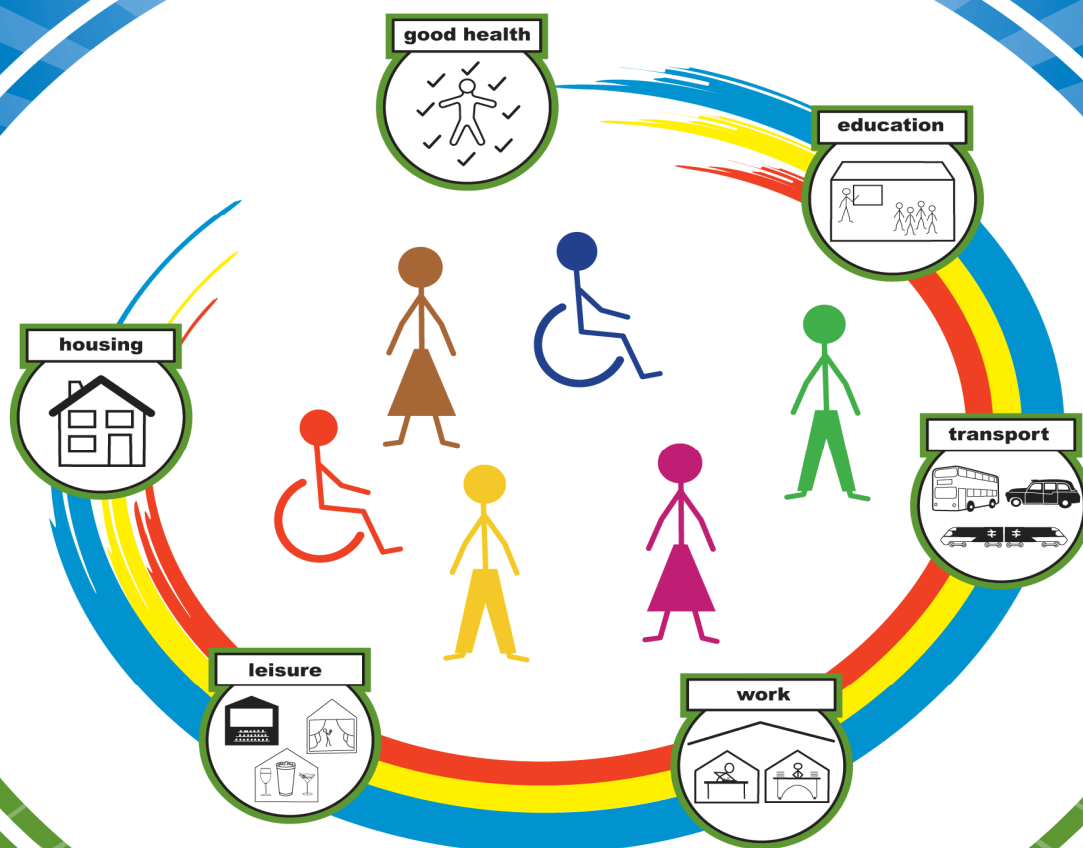 good health
education
housing
transport
leisure
work